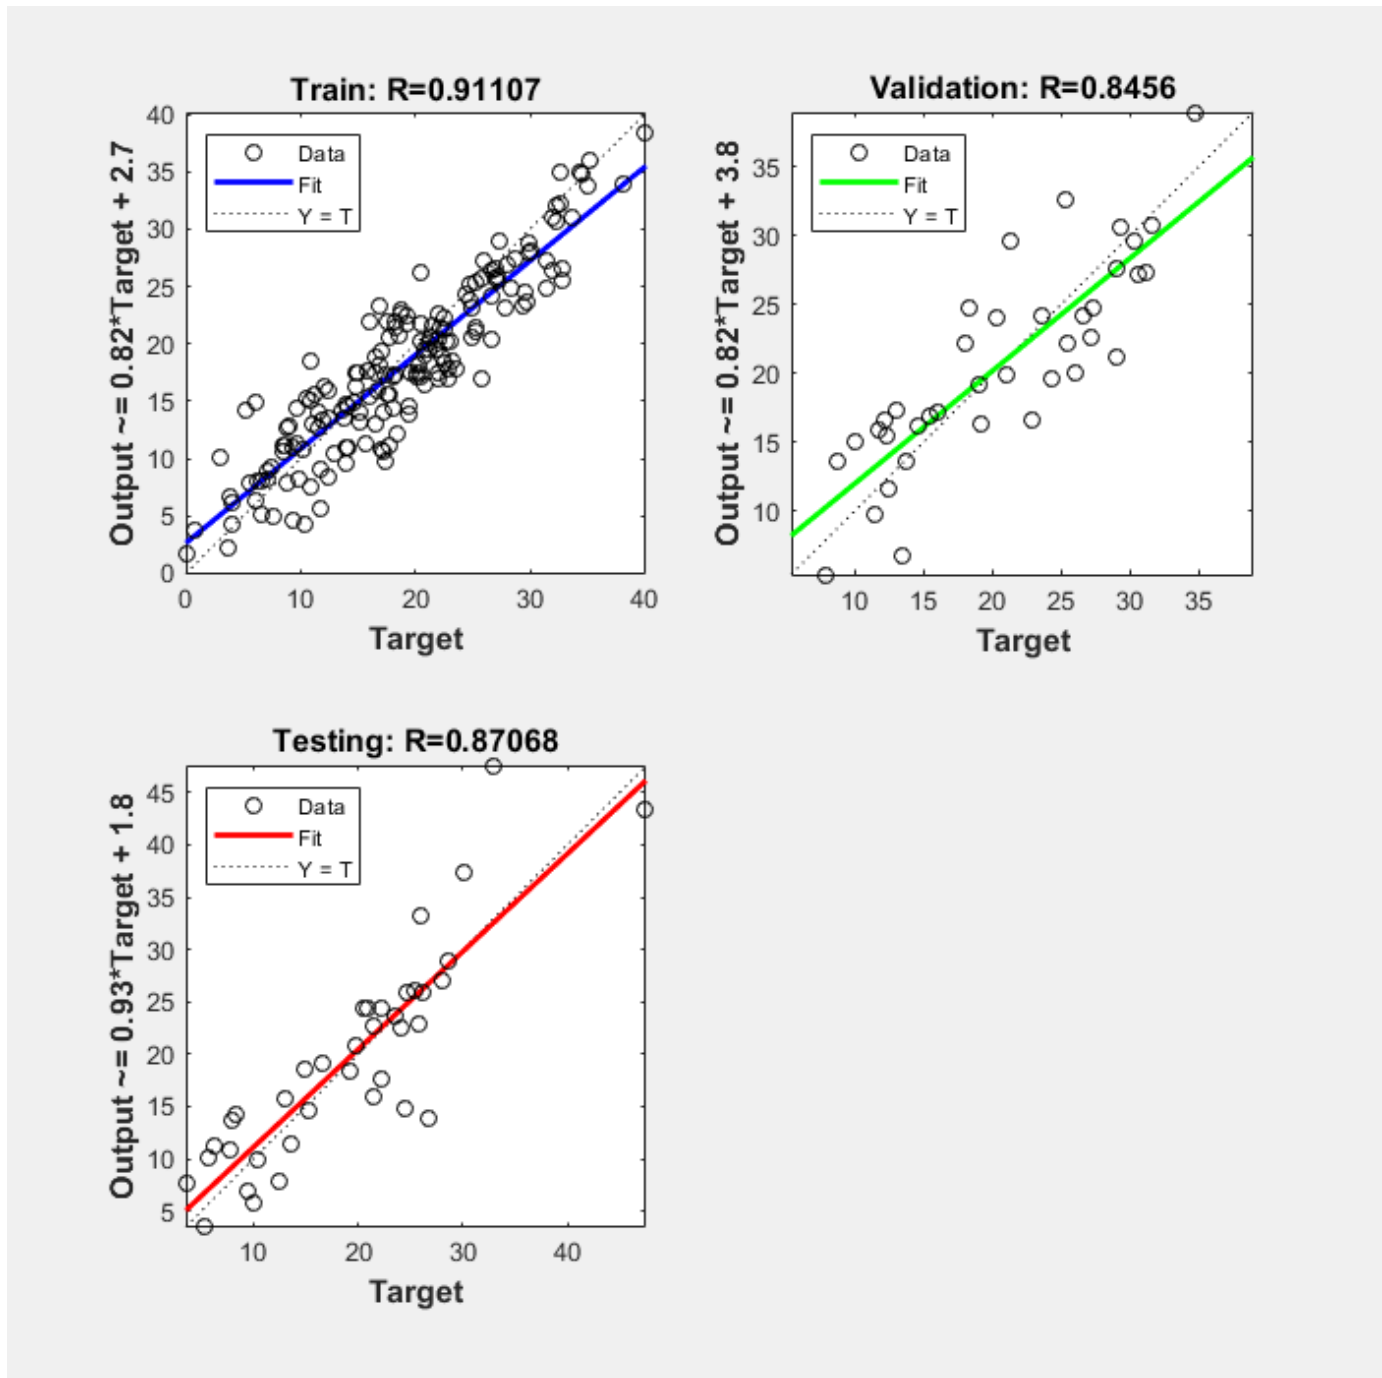 Train: R=0.91107
Output ~= 0.82*Target + 2.7
40
35
30
25
20
15
10
5
0
Data
Fit
Y = T
0
10
20
30
40
Target
Validation: R=0.8456
Output ~= 0.82*Target + 3.8
35
30
25
20
15
10
Data
Fit
Y = T
10
15
20
25
30
35
Target
Testing: R=0.87068
Output ~= 0.93*Target + 1.8
45
40
35
30
25
20
15
10
5
Data
Fit
Y = T
10
20
30
40
Target